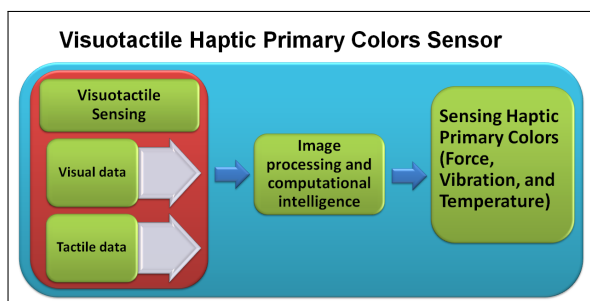 Visuotactile Haptic Primary Colors Sensor
Visuotactile
Sensing
Visual data
Tactile data
Image
processing and
computational
intelligence
Sensing Haptic
Primary Colors
(Force,
Vibration, and
Temperature)